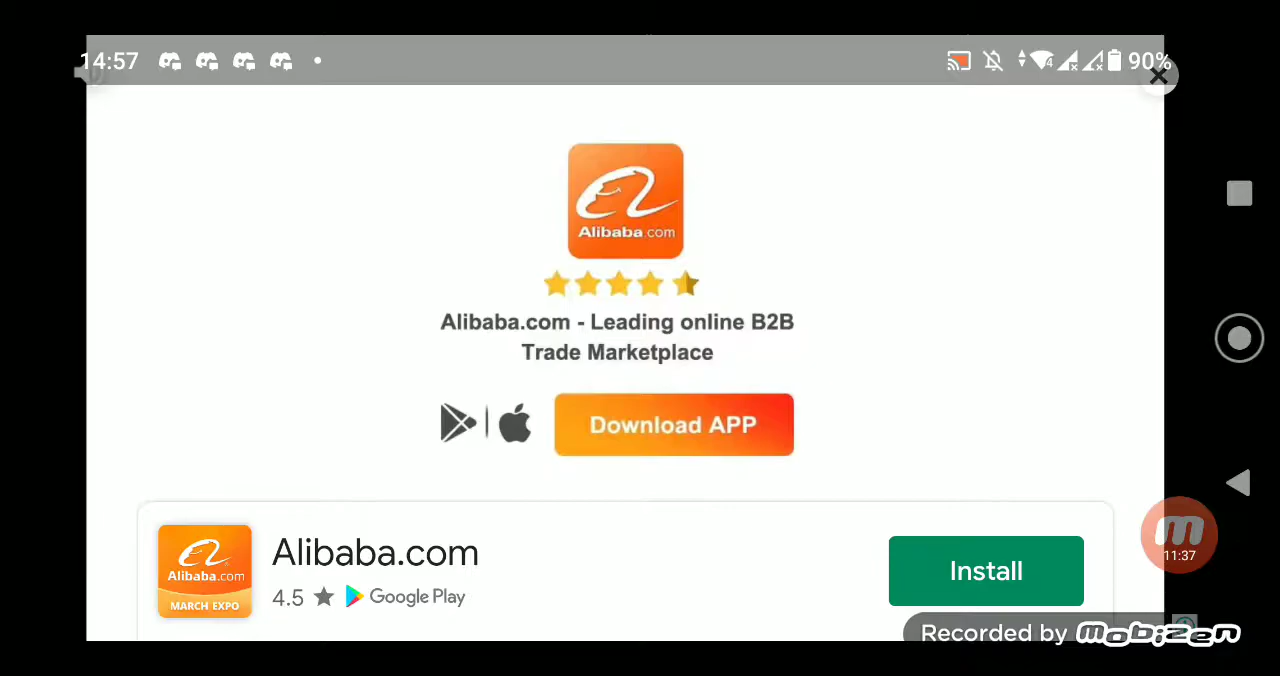 14:57
4
90%
Alibaba.com
Alibaba.com - Leading online B2B
Trade Marketplace
Download APP
Alibaba.com
MARCH EXPO
Alibaba.com
4.5
Google Play
Install
11:37
Recorded by mobizen